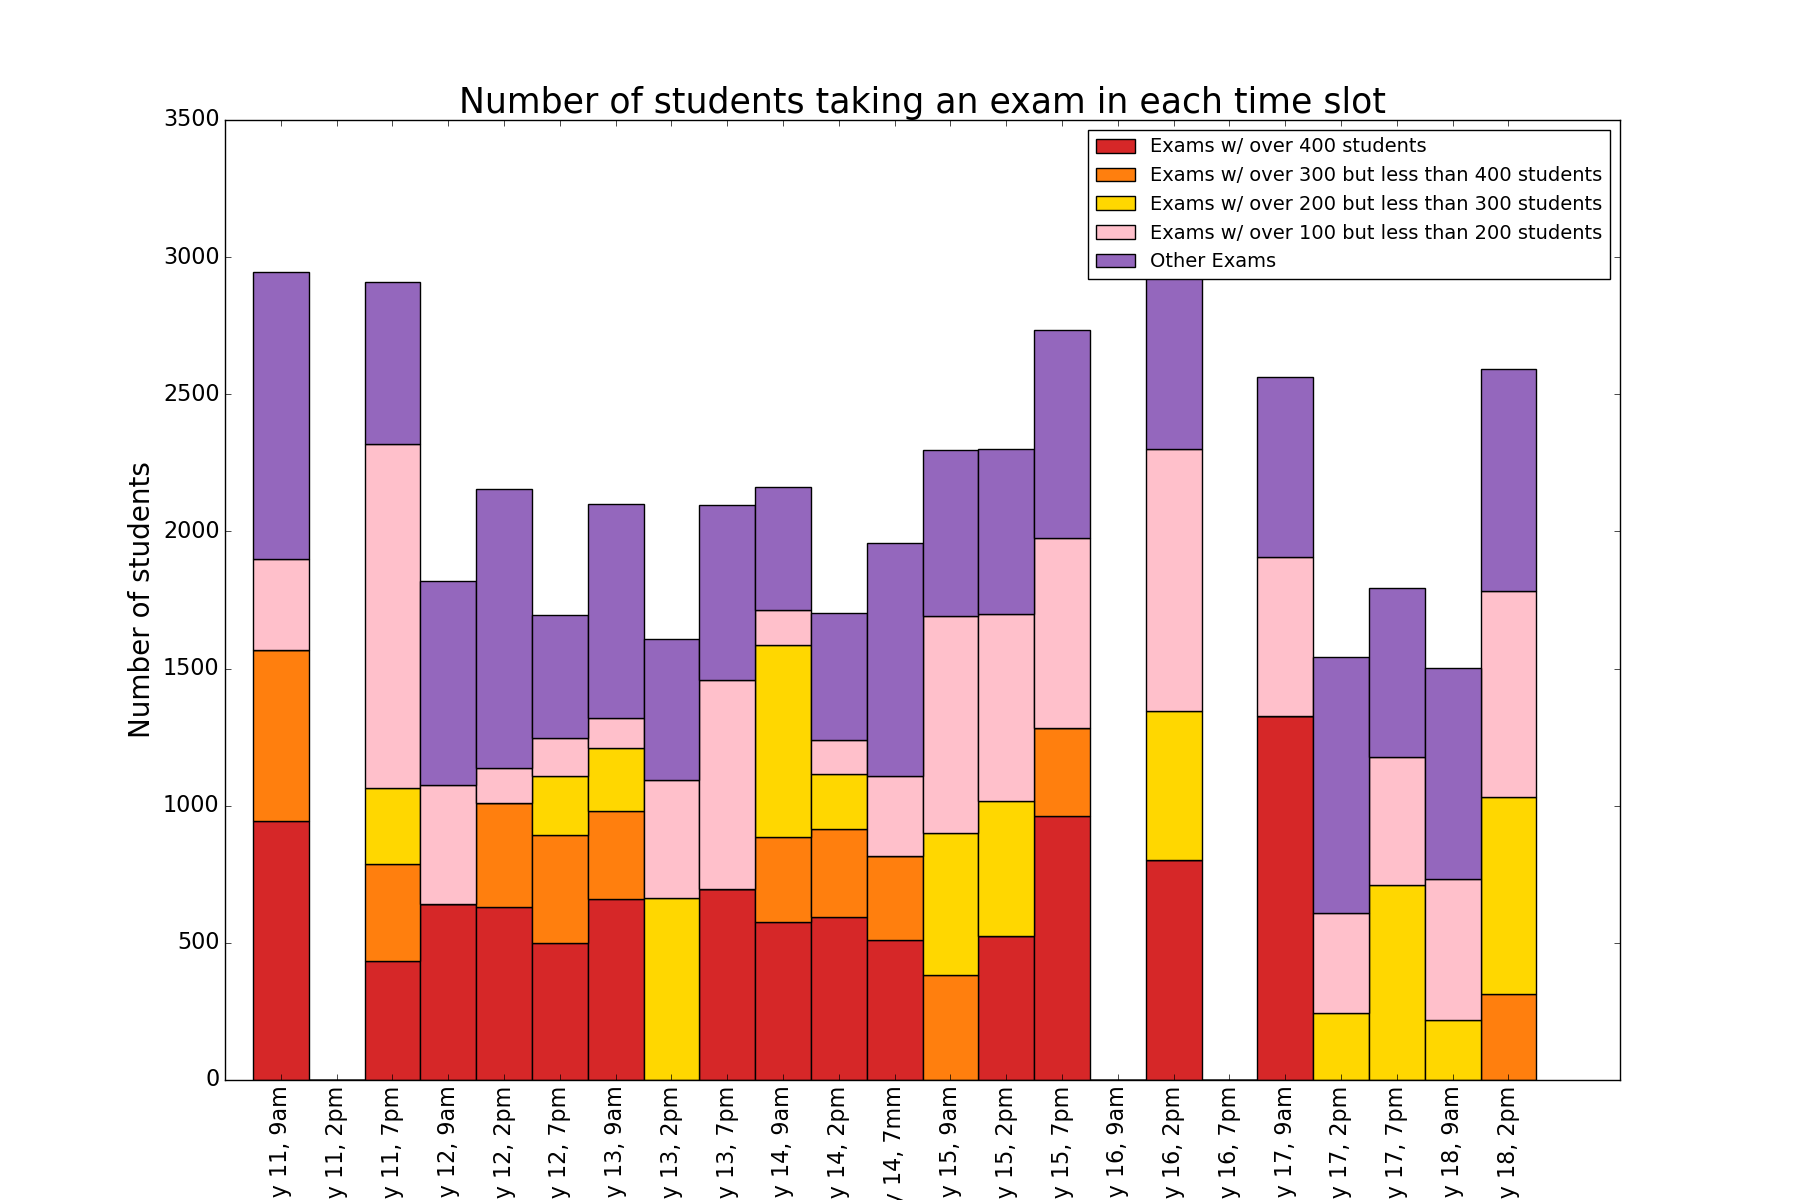 Number of students taking an exam in each time slot
3500
3000
2500
2000
1500
1000
500
0
Number of students
Exams w/ over 400 students
Exams w/ over 300 but less than 400 students
Exams w/ over 200 but less than 300 students
Exams w/ over 100 but less than 200 students
Other Exams
y 11, 9am
y 11, 2pm
y 11, 7pm
y 12, 9am
y 12, 2pm
y 12, 7pm
y 13, 9am
y 13, 2pm
y 13, 7pm
y 14, 9am
y 14, 2pm
y 14, 7mm
y 15, 9am
y 15, 2pm
y 15, 7pm
y 16, 9am
y 16, 2pm
y 16, 7pm
y 17, 9am
y 17, 2pm
y 17, 7pm
y 18, 9am
y 18, 2pm